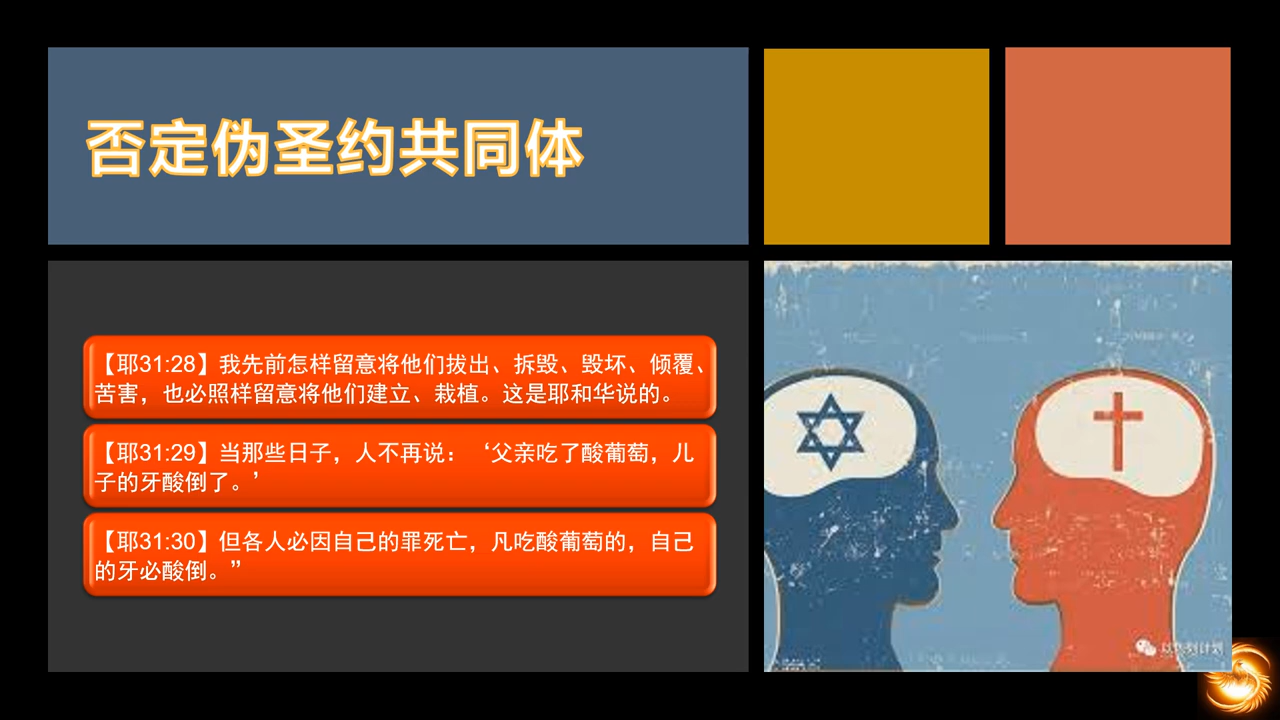 否定伪圣约共同体
【耶31:28】我先前怎样留意将他们拔出、拆毁、毁坏、倾覆、
苦害，也必照样留意将他们建立、栽植。这是耶和华说的。
【耶31:29】当那些日子，人不再说：‘父亲吃了酸葡萄，儿
子的牙酸倒了。’
【耶31:30】但各人必因自己的罪死亡，凡吃酸葡萄的，自己
的牙必酸倒。”